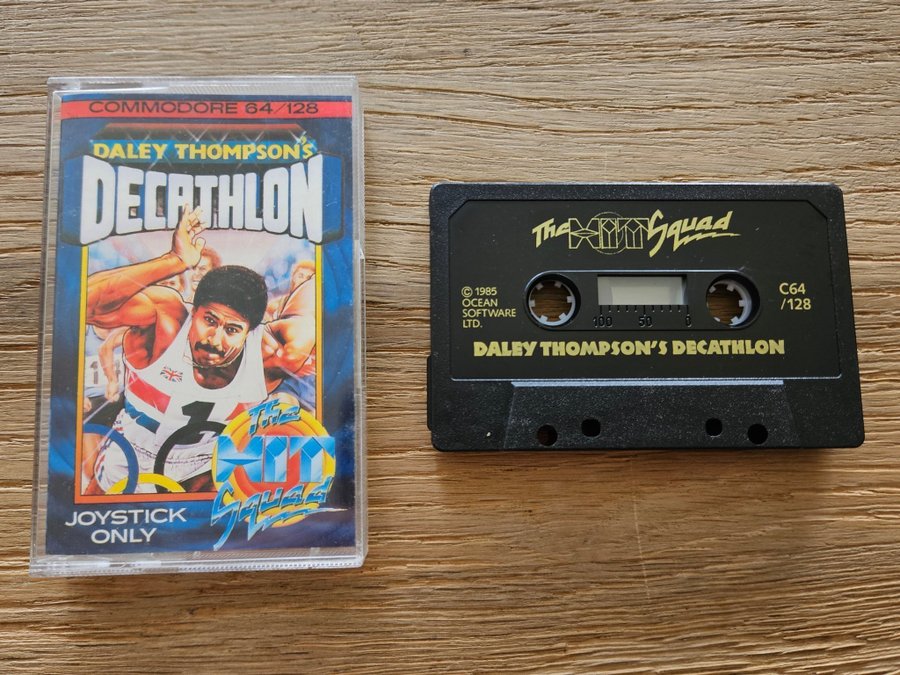 COMMODORE 64/128
DALEY THOMPSON'S
DECATHLON
1
The
HIT
Squad
JOYSTICK
ONLY
The HIT Squad
© 1985
OCEAN
SOFTWARE
LTD.
C64
/128
100 50 0
DALEY THOMPSON'S DECATHLON